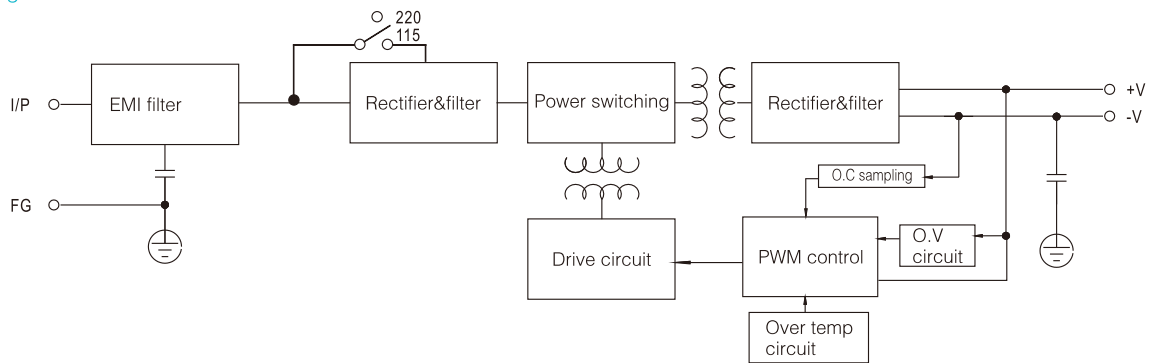 220
115
I/P
EMI filter
Rectifier&filter
Power switching
Rectifier&filter
+V
-V
O.C sampling
FG
Drive circuit
PWM control
O.V
circuit
Over temp
circuit